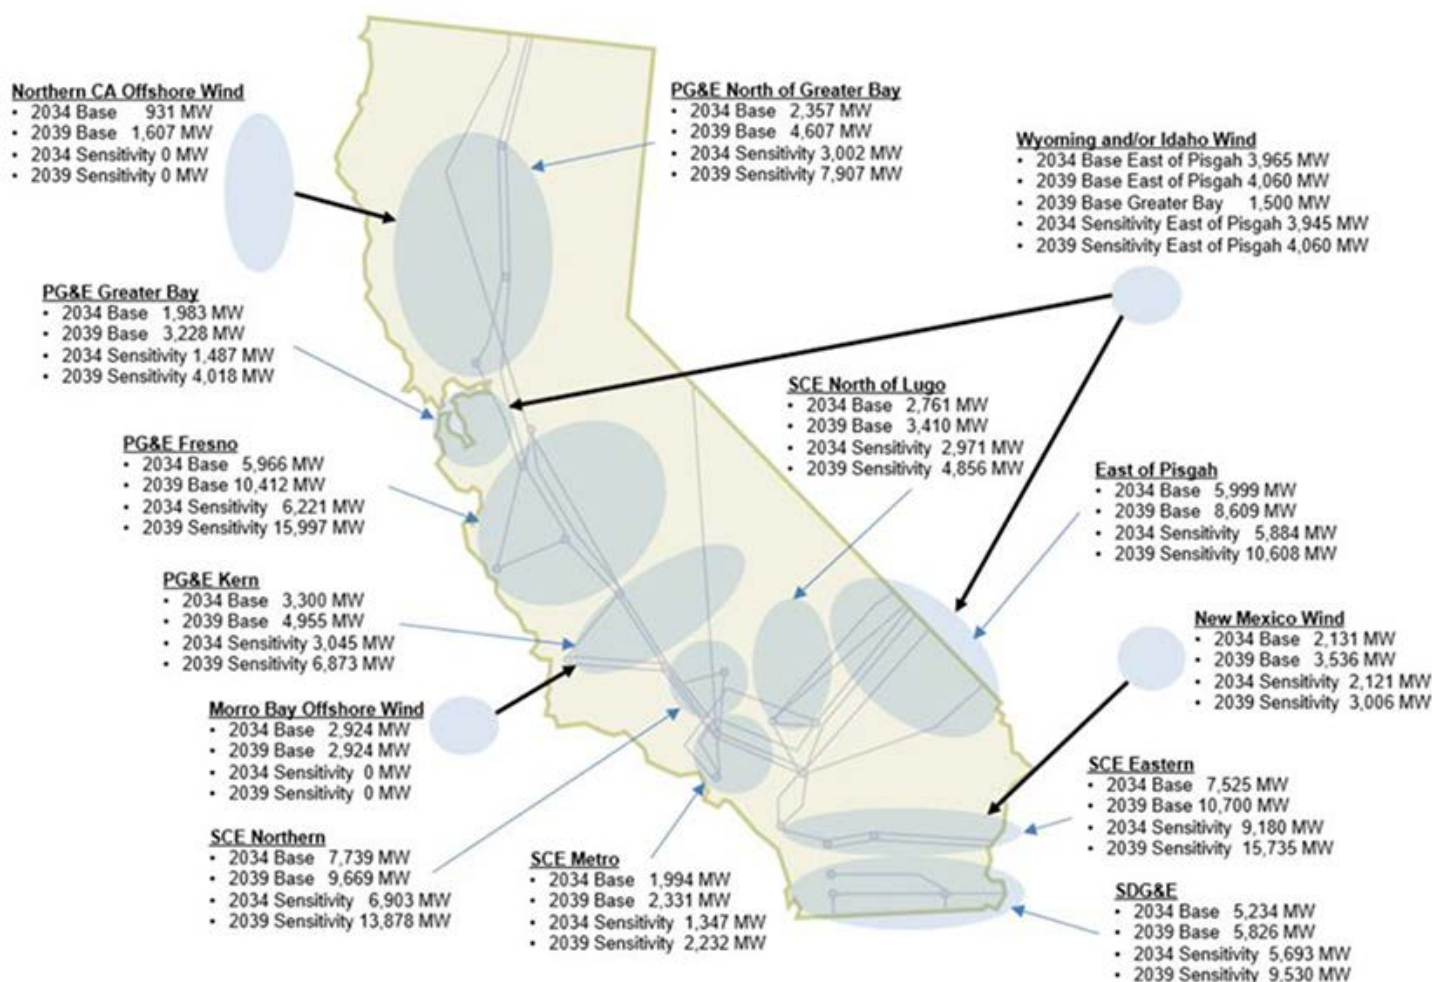 Northern CA Offshore Wind
• 2034 Base 931 MW
• 2039 Base 1,607 MW
• 2034 Sensitivity 0 MW
• 2039 Sensitivity 0 MW
PG&E North of Greater Bay
• 2034 Base 2,357 MW
• 2039 Base 4,607 MW
• 2034 Sensitivity 3,002 MW
• 2039 Sensitivity 7,907 MW
Wyoming and/or Idaho Wind
• 2034 Base East of Pisgah 3,965 MW
• 2039 Base East of Pisgah 4,060 MW
• 2039 Base Greater Bay 1,500 MW
• 2034 Sensitivity East of Pisgah 3,945 MW
• 2039 Sensitivity East of Pisgah 4,060 MW
PG&E Greater Bay
• 2034 Base 1,983 MW
• 2039 Base 3,228 MW
• 2034 Sensitivity 1,487 MW
• 2039 Sensitivity 4,018 MW
SCE North of Lugo
• 2034 Base 2,761 MW
• 2039 Base 3,410 MW
• 2034 Sensitivity 2,971 MW
• 2039 Sensitivity 4,856 MW
PG&E Fresno
• 2034 Base 5,966 MW
• 2039 Base 10,412 MW
• 2034 Sensitivity 6,221 MW
• 2039 Sensitivity 15,997 MW
East of Pisgah
• 2034 Base 5,999 MW
• 2039 Base 8,609 MW
• 2034 Sensitivity 5,884 MW
• 2039 Sensitivity 10,608 MW
PG&E Kern
• 2034 Base 3,300 MW
• 2039 Base 4,955 MW
• 2034 Sensitivity 3,045 MW
• 2039 Sensitivity 6,873 MW
New Mexico Wind
• 2034 Base 2,131 MW
• 2039 Base 3,536 MW
• 2034 Sensitivity 2,121 MW
• 2039 Sensitivity 3,006 MW
Morro Bay Offshore Wind
• 2034 Base 2,924 MW
• 2039 Base 2,924 MW
• 2034 Sensitivity 0 MW
• 2039 Sensitivity 0 MW
SCE Eastern
• 2034 Base 7,525 MW
• 2039 Base 10,700 MW
• 2034 Sensitivity 9,180 MW
• 2039 Sensitivity 15,735 MW
SCE Northern
• 2034 Base 7,739 MW
• 2039 Base 9,669 MW
• 2034 Sensitivity 6,903 MW
• 2039 Sensitivity 13,878 MW
SCE Metro
• 2034 Base 1,994 MW
• 2039 Base 2,331 MW
• 2034 Sensitivity 1,347 MW
• 2039 Sensitivity 2,232 MW
SDG&E
• 2034 Base 5,234 MW
• 2039 Base 5,826 MW
• 2034 Sensitivity 5,693 MW
• 2039 Sensitivity 9,530 MW